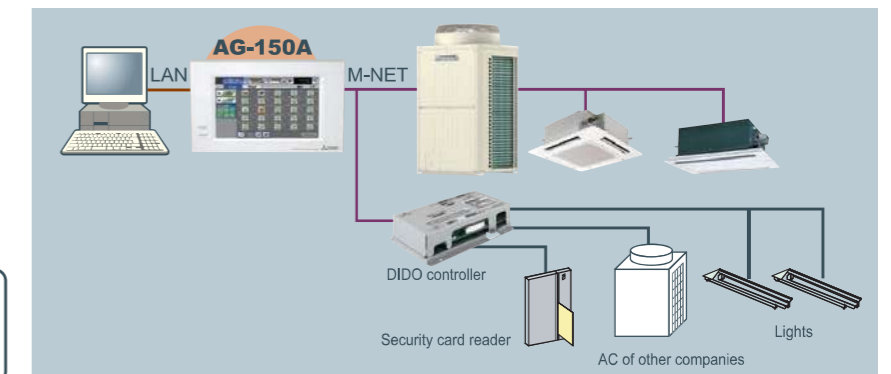 AG-150A
LAN
M-NET
DIDO controller
Security card reader
AC of other companies
Lights